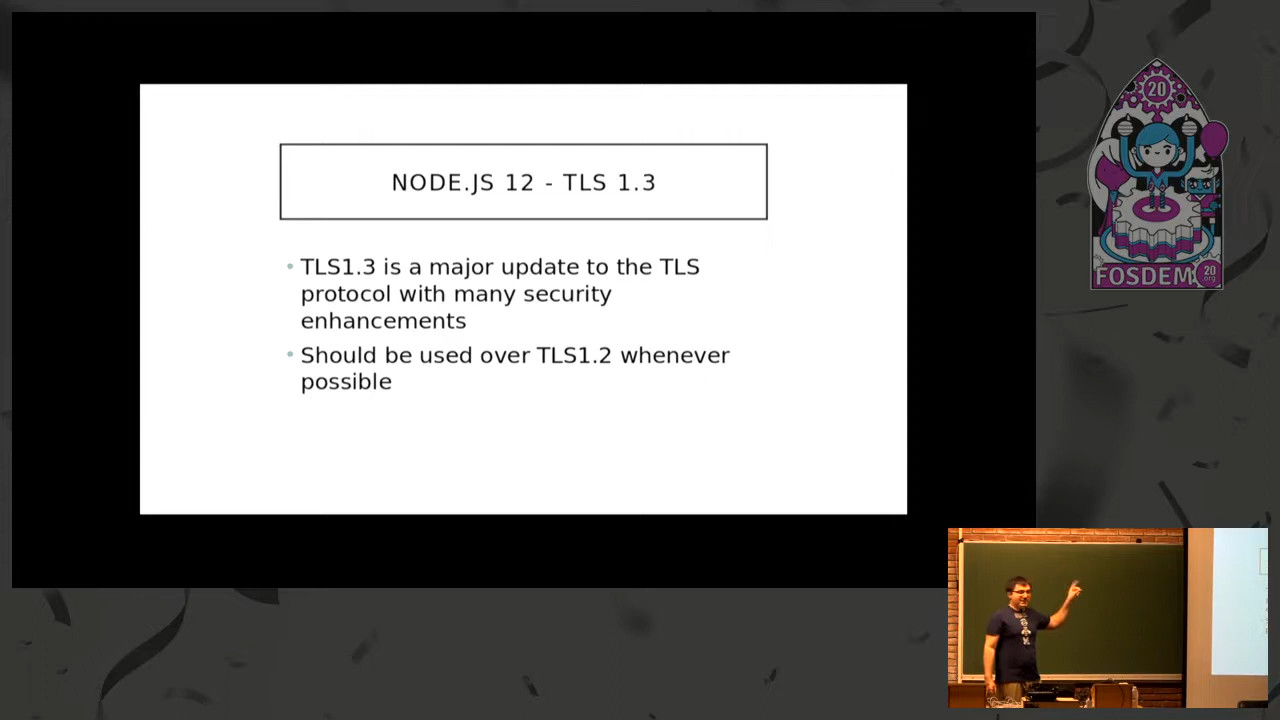 NODE.JS 12 - TLS 1.3
• TLS1.3 is a major update to the TLS
protocol with many security
enhancements
• Should be used over TLS1.2 whenever
possible
20
FOSDEM
20
.org